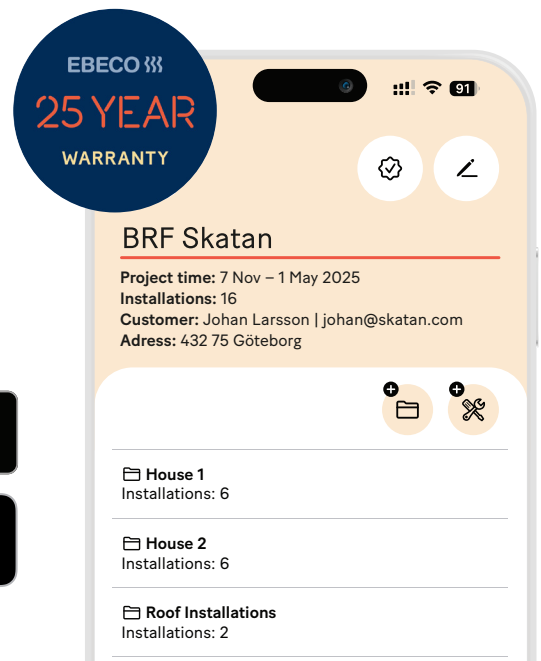 EBECO
25 YEAR
WARRANTY
91
BRF Skatan
Project time: 7 Nov – 1 May 2025
Installations: 16
Customer: Johan Larsson | johan@skatan.com
Adress: 432 75 Göteborg
House 1
Installations: 6
House 2
Installations: 6
Roof Installations
Installations: 2